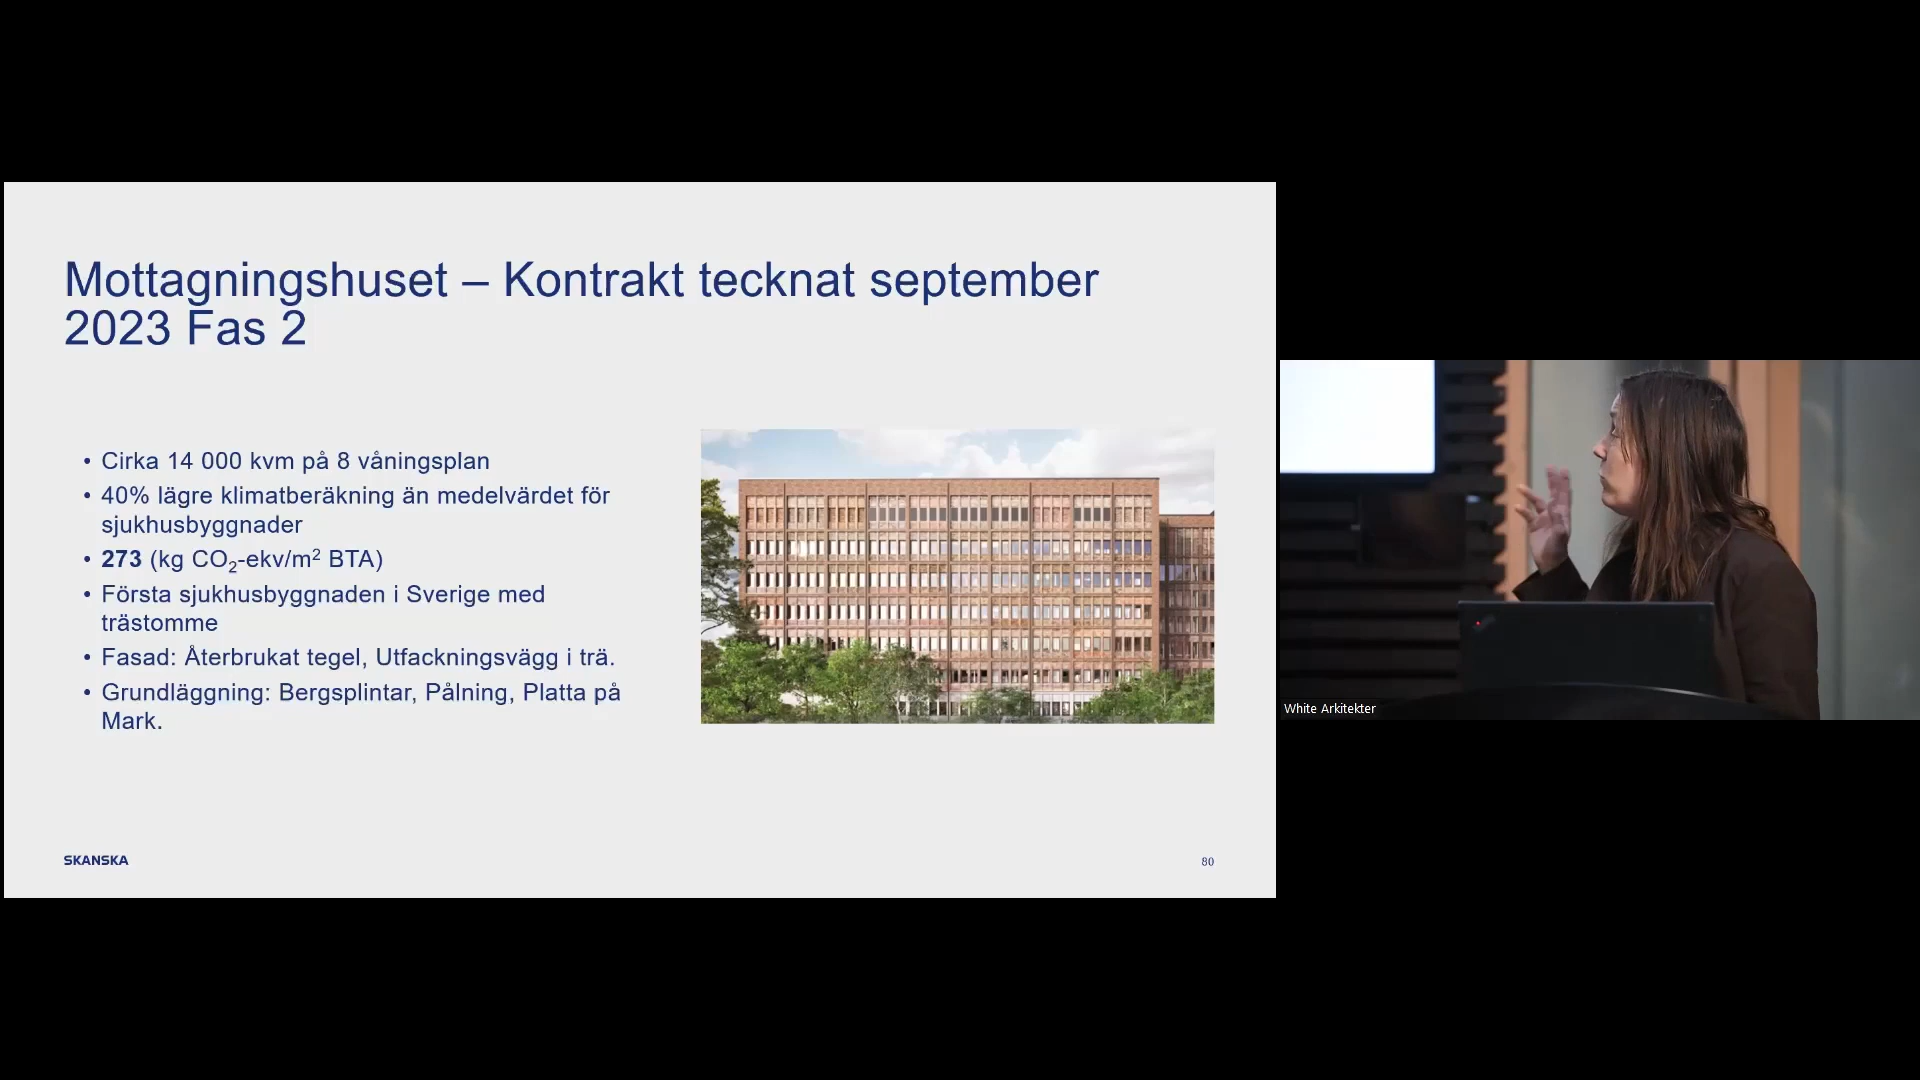 Mottagningshuset – Kontrakt tecknat september
2023 Fas 2
• Cirka 14 000 kvm på 8 våningsplan
• 40% lägre klimatberäkning än medelvärdet för
sjukhusbyggnader
• 273 (kg CO₂-ekv/m² BTA)
• Första sjukhusbyggnaden i Sverige med
trästomme
• Fasad: Återbrukat tegel, Utfackningsvägg i trä.
• Grundläggning: Bergsplintar, Pålning, Platta på
Mark.
SKANSKA
80
White Arkitekter